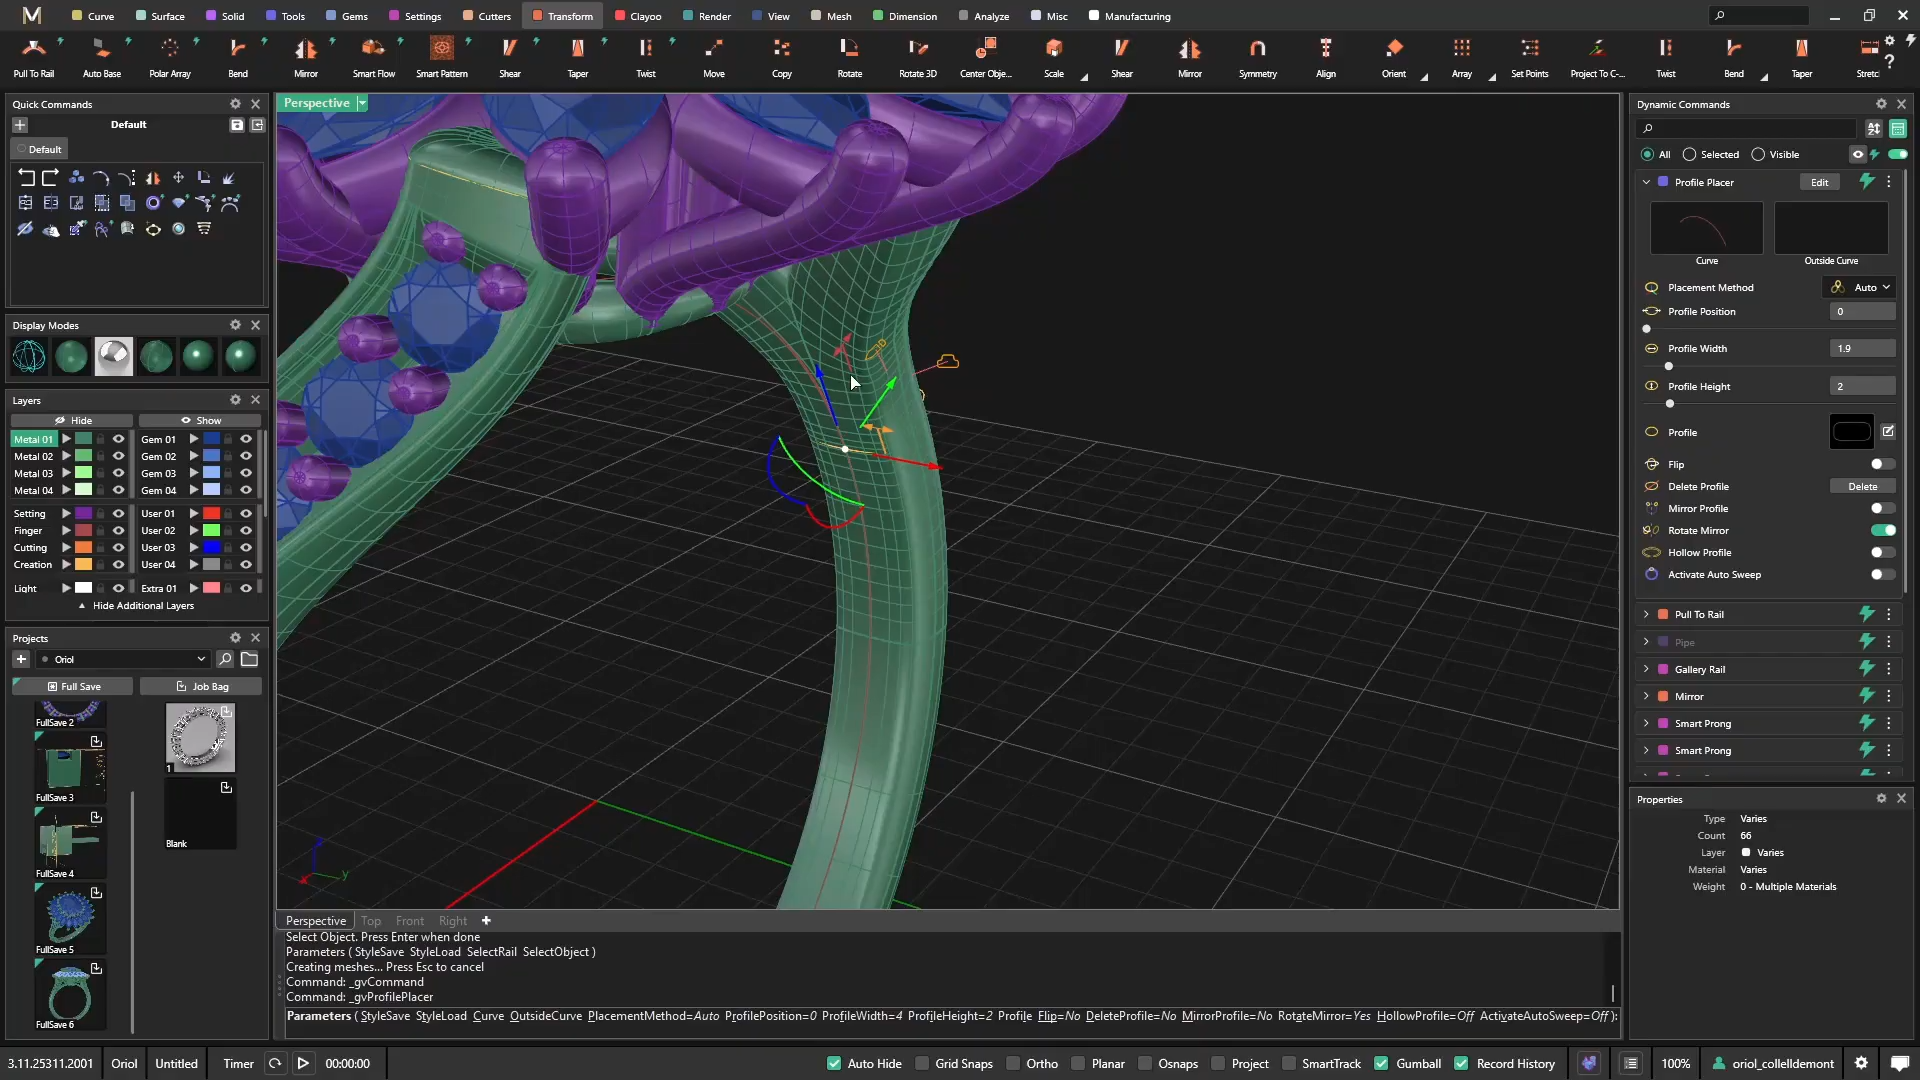 Curve Surface Solid Tools Gems Settings Cutters Transform Clayoo Render View Mesh Dimension Analyze Misc Manufacturing
Pull To Rail Auto Base Polar Array Bend Mirror Smart Flow Smart Pattern Shear Taper Twist Move Copy Rotate Rotate 3D Center Obje... Scale Shear Mirror Symmetry Align Orient Array Set Points Project To C-... Twist Bend Taper Stretc
Quick Commands
Default
Default
Display Modes
Layers
Hide Show
Metal 01 Gem 01
Metal 02 Gem 02
Metal 03 Gem 03
Metal 04 Gem 04
Setting User 01
Finger User 02
Cutting User 03
Creation User 04
Light Extra 01
Hide Additional Layers
Projects
Oriol
Full Save Job Bag
FullSave 2
1
FullSave 3
Blank
FullSave 4
FullSave 5
FullSave 6
Perspective
x y
Perspective Top Front Right
Select Object. Press Enter when done
Parameters ( StyleSave StyleLoad SelectRail SelectObject )
Creating meshes... Press Esc to cancel
Command: _gvCommand
Command: _gvProfilePlacer
Parameters ( StyleSave StyleLoad Curve OutsideCurve PlacementMethod=Auto ProfilePosition=0 ProfileWidth=4 ProfileHeight=2 Profile Flip=No DeleteProfile=No MirrorProfile=No RotateMirror=Yes HollowProfile=Off ActivateAutoSweep=Off ):
Dynamic Commands
All Selected Visible
Profile Placer Edit
Curve Outside Curve
Placement Method Auto
Profile Position 0
Profile Width 1.9
Profile Height 2
Profile
Flip
Delete Profile Delete
Mirror Profile
Rotate Mirror
Hollow Profile
Activate Auto Sweep
Pull To Rail
Pipe
Gallery Rail
Mirror
Smart Prong
Smart Prong
Properties
Type Varies
Count 66
Layer Varies
Material Varies
Weight 0 - Multiple Materials
3.11.25311.2001 Oriol Untitled Timer 00:00:00 Auto Hide Grid Snaps Ortho Planar Osnaps Project SmartTrack Gumball Record History 100% oriol_collelldemont